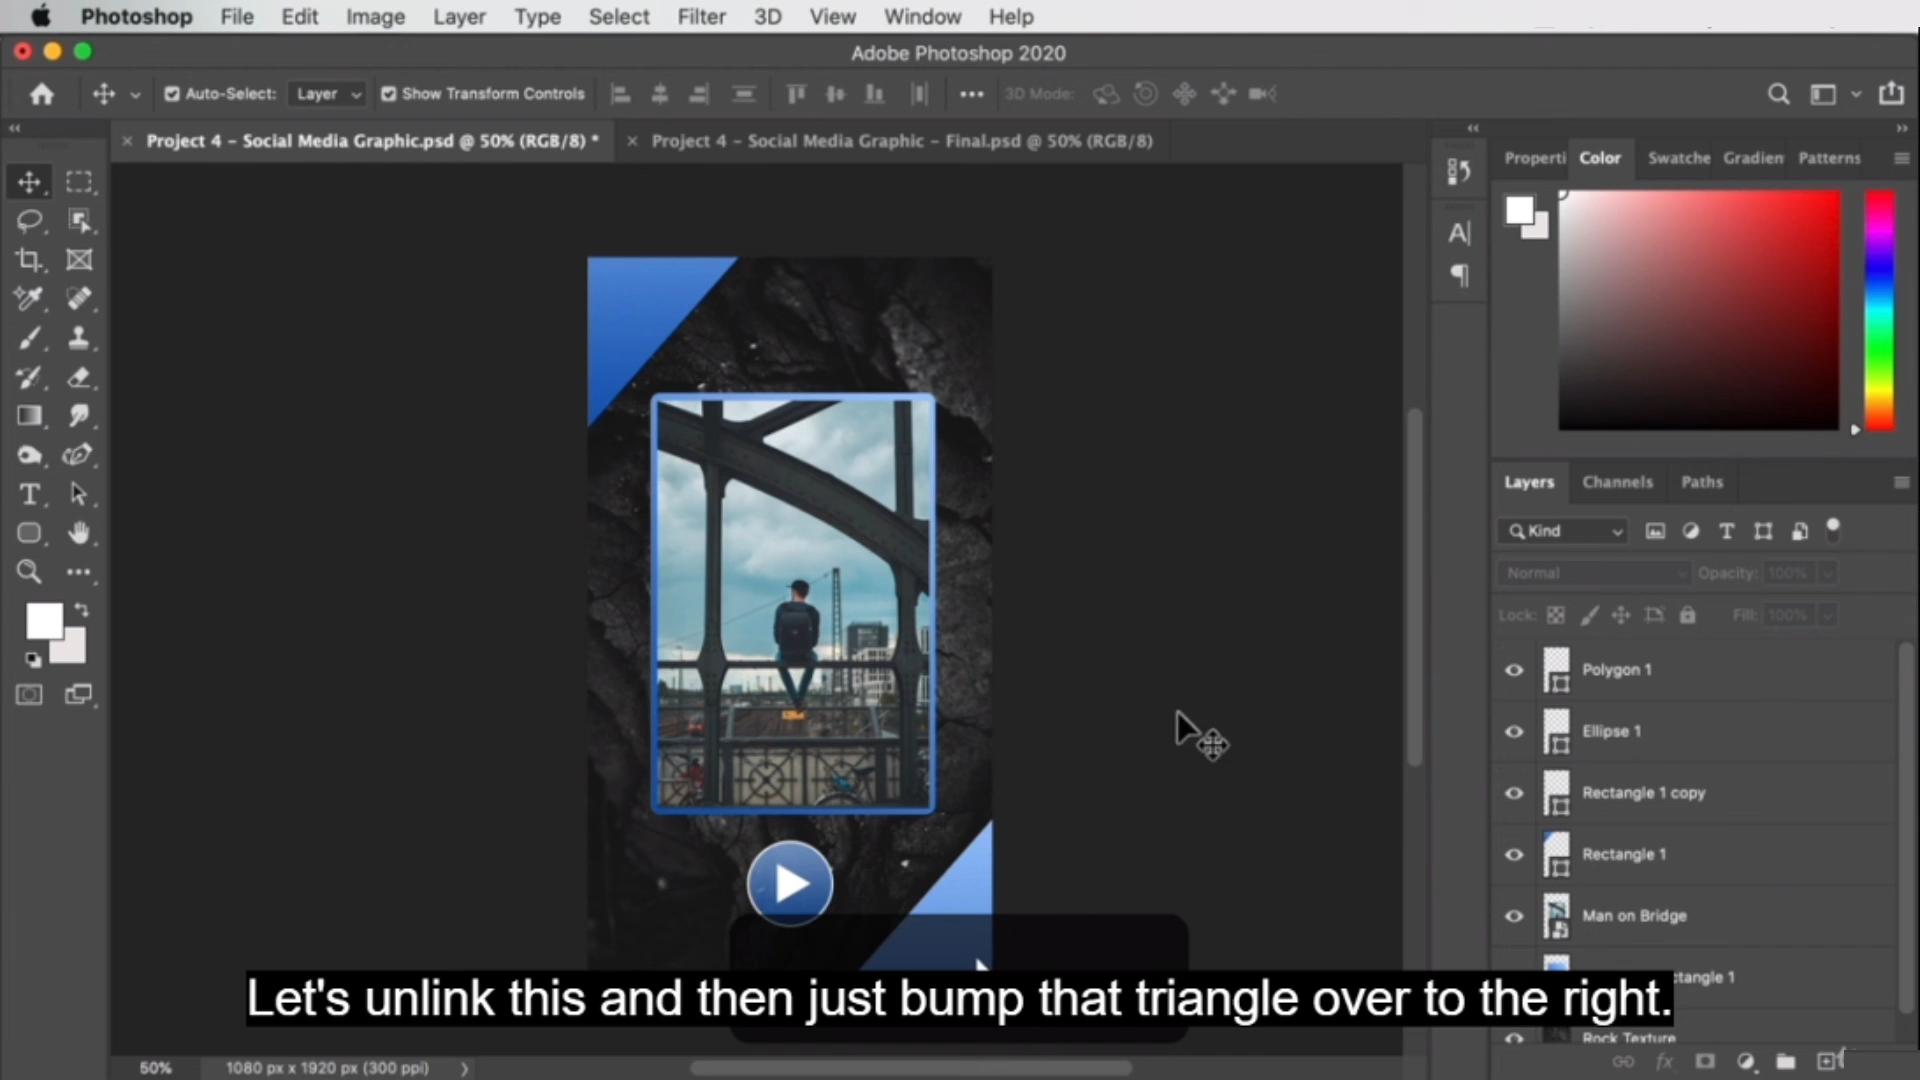 Photoshop File Edit Image Layer Type Select Filter 3D View Window Help
Adobe Photoshop 2020
Auto-Select: Layer Show Transform Controls 3D Mode:
Project 4 - Social Media Graphic.psd @ 50% (RGB/8) * Project 4 - Social Media Graphic - Final.psd @ 50% (RGB/8)
Properti Color Swatche Gradien Patterns
Layers Channels Paths
Kind
Normal Opacity: 100%
Lock: Fill: 100%
Polygon 1
Ellipse 1
Rectangle 1 copy
Rectangle 1
Man on Bridge
ctangle 1
Let's unlink this and then just bump that triangle over to the right.
Rock Texture
50% 1080 px x 1920 px (300 ppi)